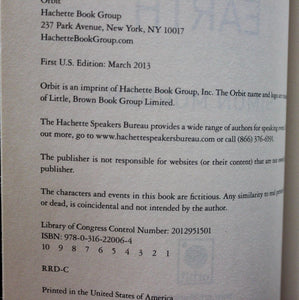 Orbit
Hachette Book Group
237 Park Avenue, New York, NY 10017
HachetteBookGroup.com
First U.S. Edition: March 2013
Orbit is an imprint of Hachette Book Group, Inc. The Orbit name and logo are
of Little, Brown Book Group Limited.
The Hachette Speakers Bureau provides a wide range of authors for speaking
out more, go to www.hachettespeakersbureau.com or call (866) 376-6591.
The publisher is not responsible for websites (or their content) that are not
publisher.
The characters and events in this book are fictitious. Any similarity to real
or dead, is coincidental and not intended by the author.
Library of Congress Control Number: 2012951501
ISBN: 978-0-316-22006-4
10 9 8 7 6 5 4 3 2 1
RRD-C
Printed in the United States of America